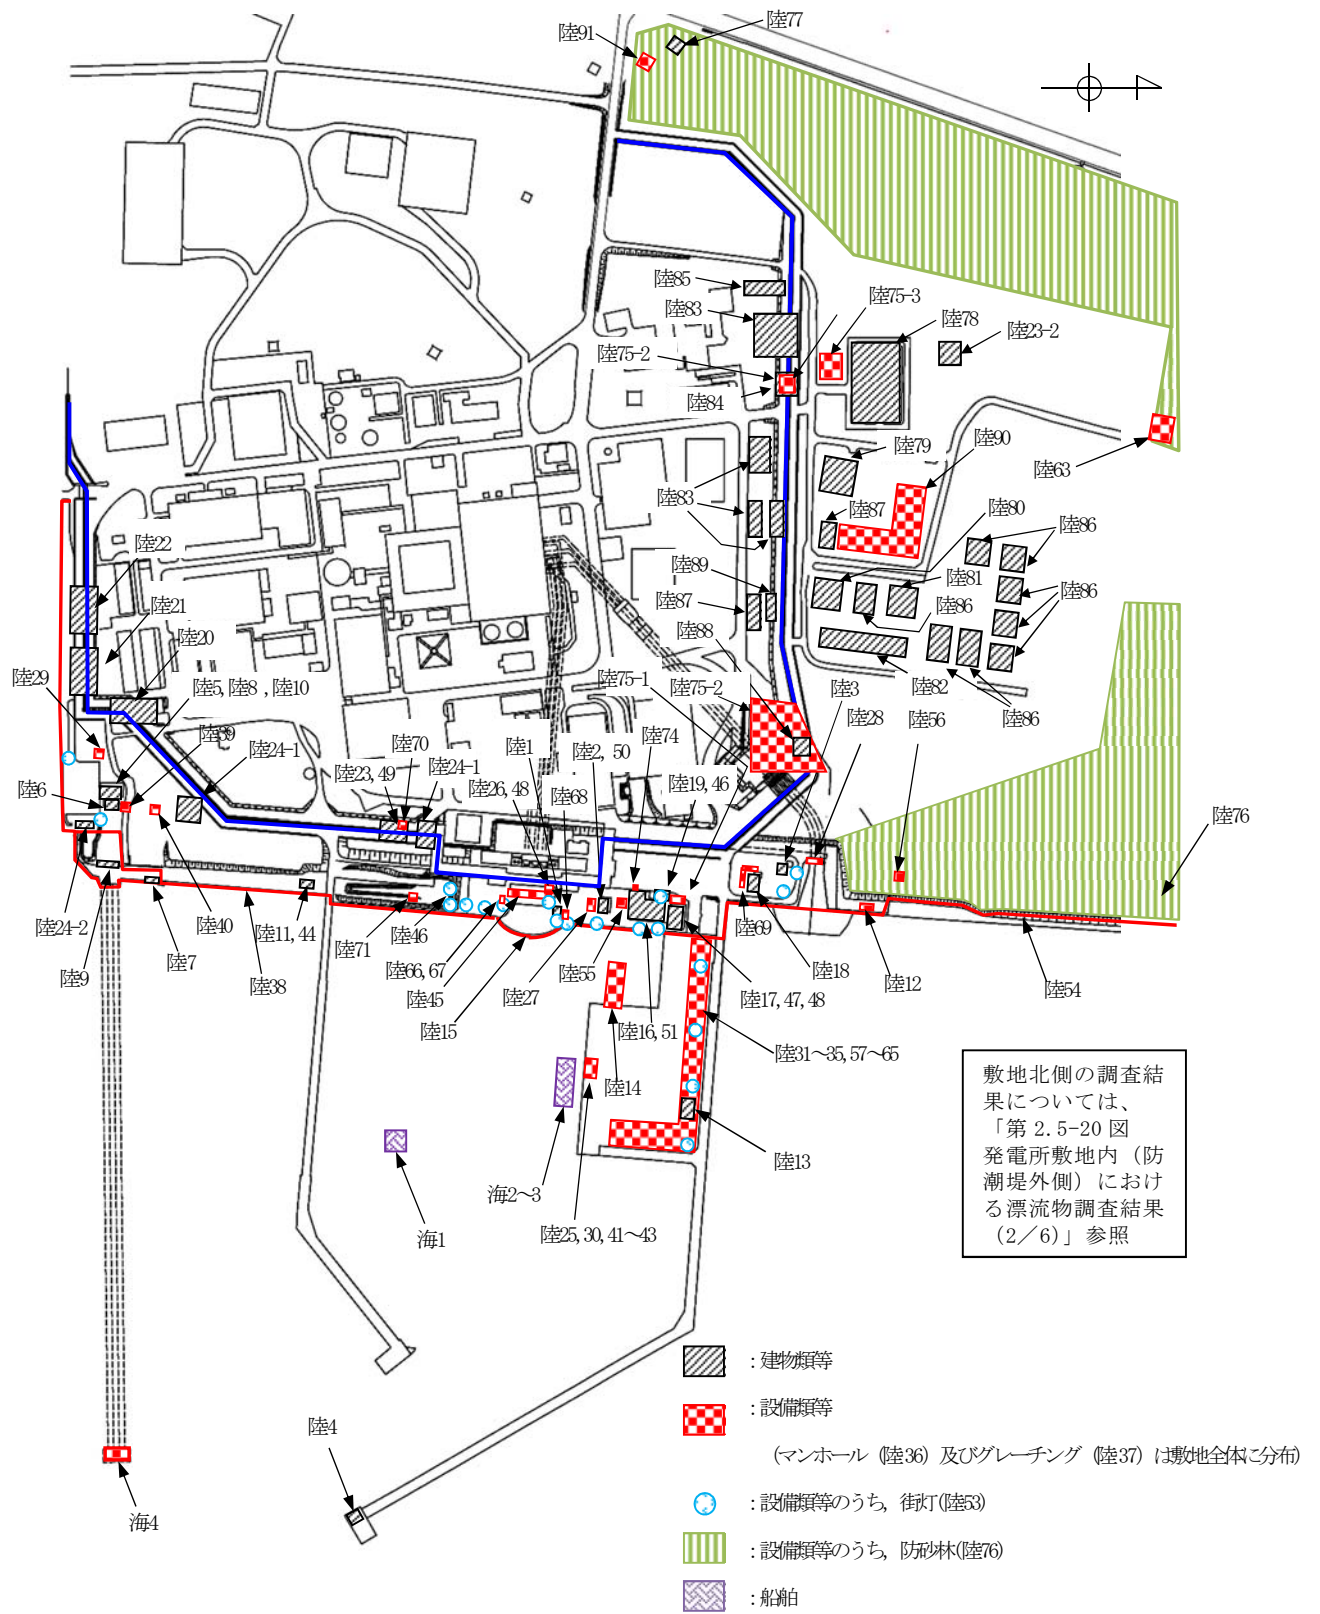 陸77
陸91
陸85
陸75-3
陸83
陸78
陸23-2
陸75-2
陸84
陸79
陸90
陸63
陸83
陸87
陸80
陸86
陸22
陸89
陸81
陸86
陸21
陸87
陸86
陸20
陸88
陸29
陸5, 陸8 , 陸10
陸75-1
陸75-2
陸3
陸82
陸28
陸56
陸86
陸39
陸24-1
陸70
陸1
陸2, 50
陸74
陸23, 49
陸24-1
陸26, 48
陸68
陸19, 46
陸6
陸76
陸24-2
陸40
陸11, 44
陸46
陸69
陸9
陸7
陸38
陸71
陸66, 67
陸45
陸27
陸55
陸18
陸12
陸54
陸15
陸16, 51
陸17, 47, 48
陸31～35, 57～65
陸14
陸13
海2～3
海1
陸25, 30, 41～43
敷地北側の調査結
果については、
「第 2.5-20 図
発電所敷地内（防
潮堤外側）におけ
る漂流物調査結果
（2／6）」参照
：建物類等
：設備類等
（マンホール（陸36）及びグレーチング（陸37）は敷地全体に分布）
陸4
：設備類等のうち，街灯(陸53)
海4
：設備類等のうち，防砂林(陸76)
：船舶